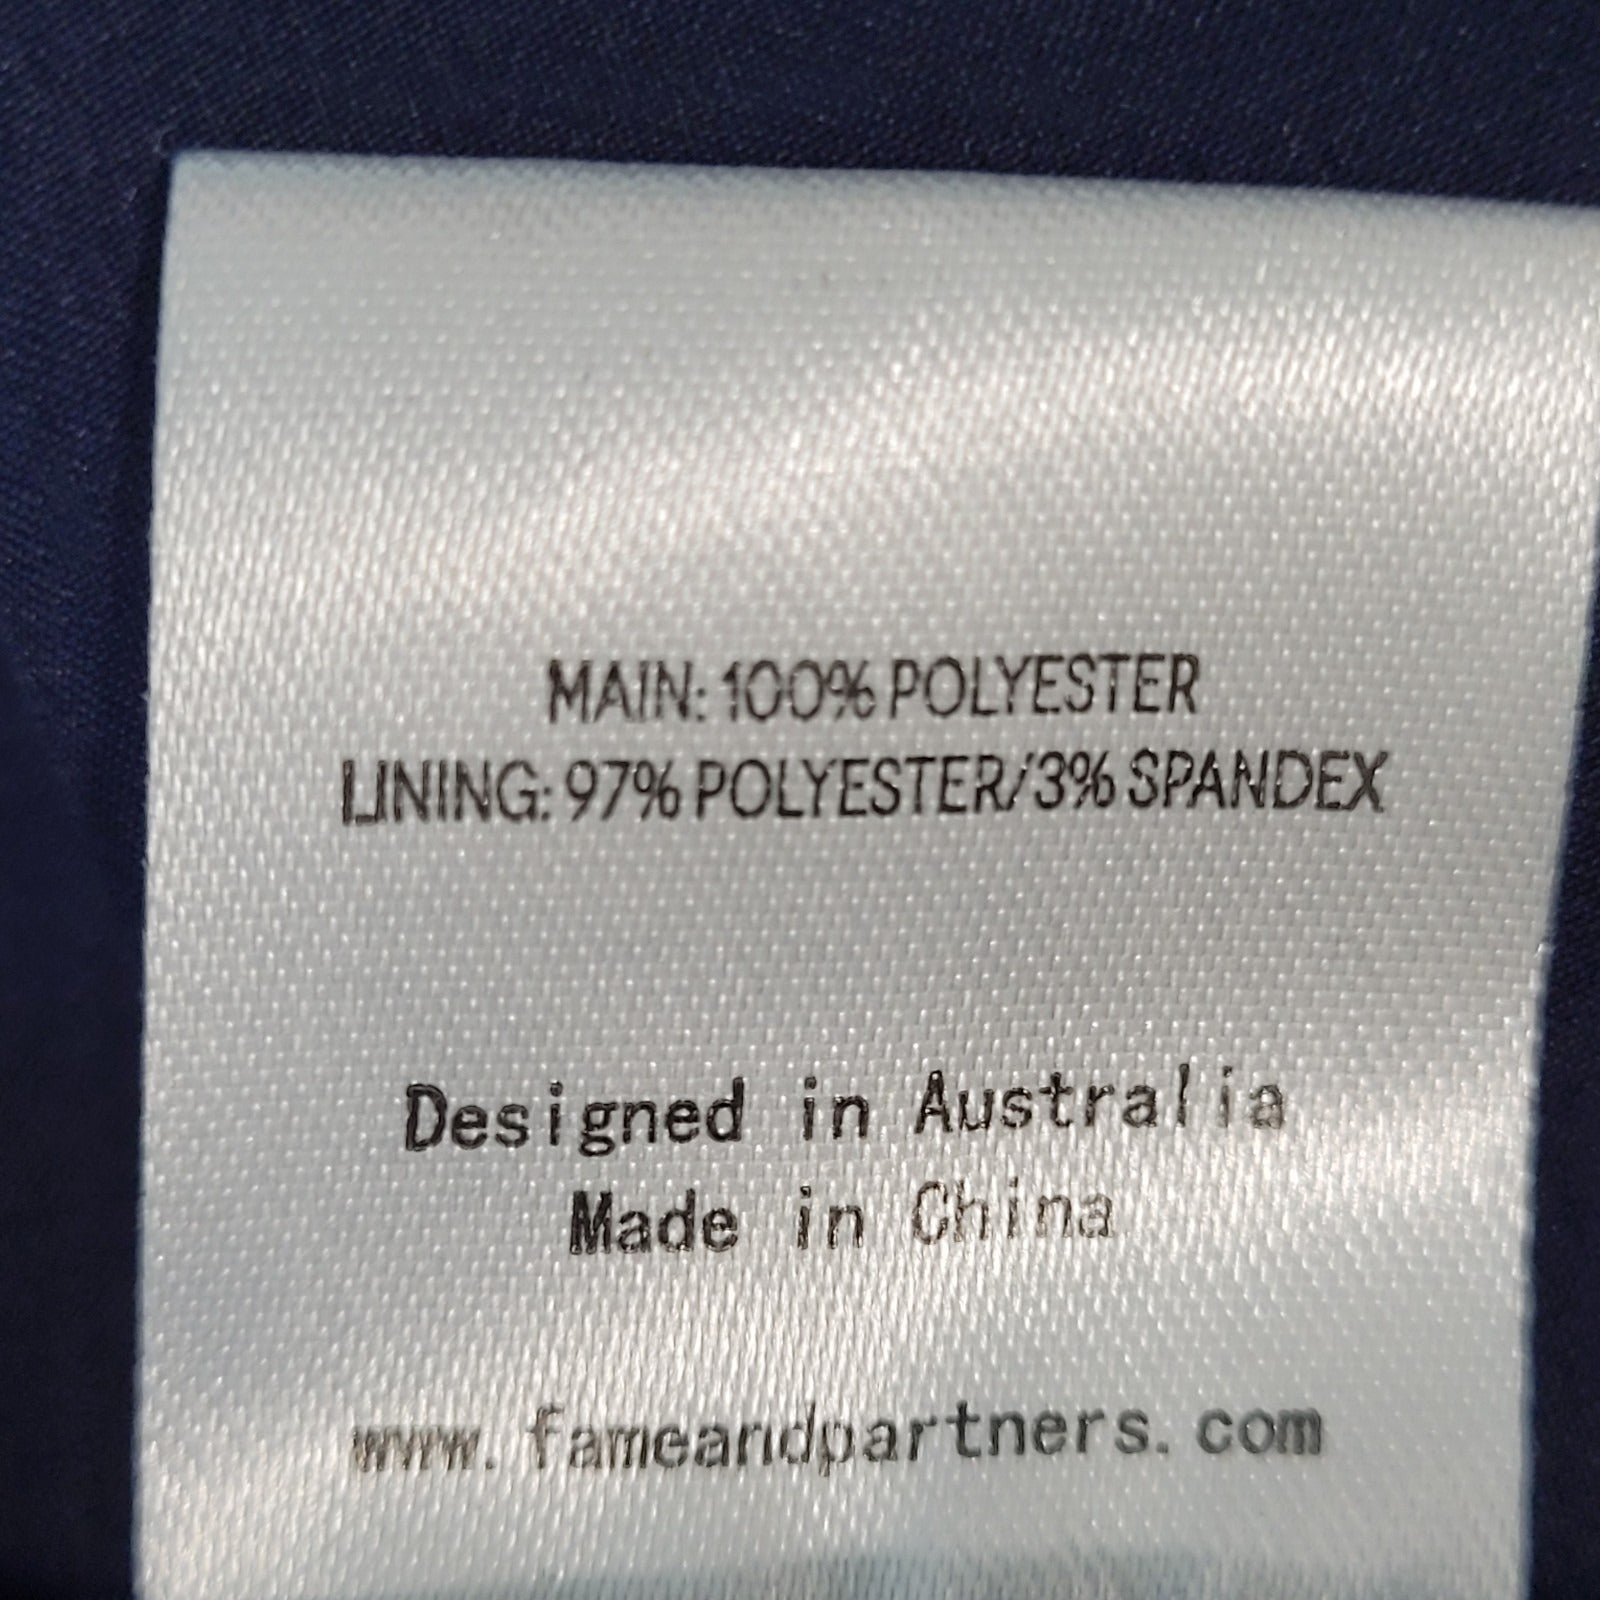 MAIN: 100% POLYESTER
LINING: 97% POLYESTER/3% SPANDEX
Designed in Australia
Made in China
www.fameandpartners.com